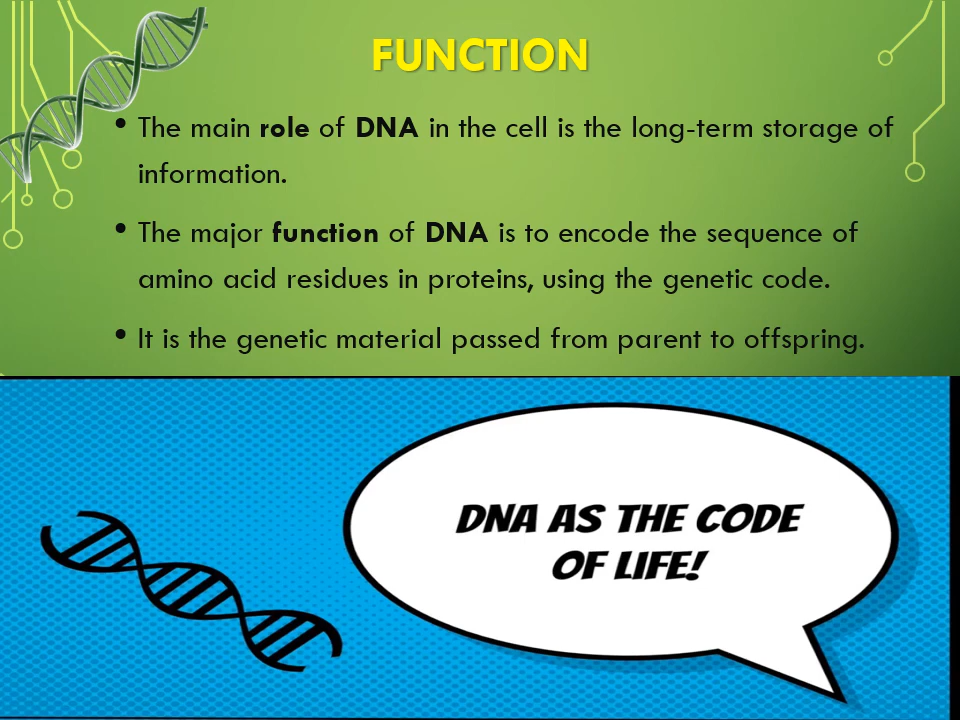 FUNCTION
• The main role of DNA in the cell is the long-term storage of
information.
• The major function of DNA is to encode the sequence of
amino acid residues in proteins, using the genetic code.
• It is the genetic material passed from parent to offspring.
DNA AS THE CODE
OF LIFE!